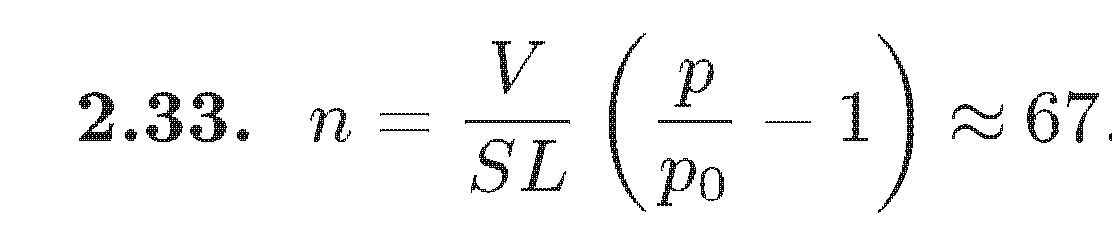 2.33. n = V/SL (p/p₀ − 1) ≈ 67.